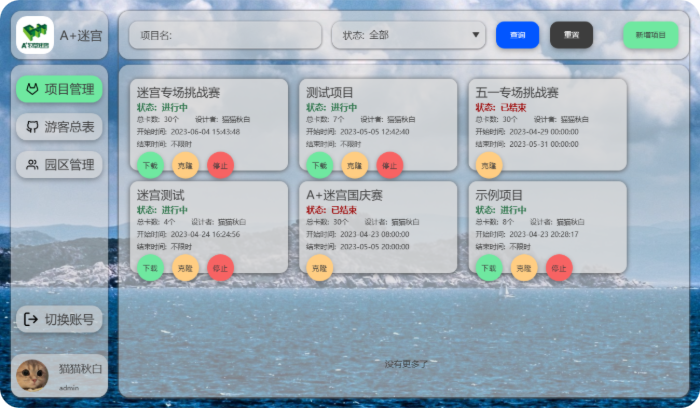 A+迷宫
项目名:
状态: 全部
查询
重置
新增项目
项目管理
游客总表
园区管理
切换账号
猫猫秋白
admin
迷宫专场挑战赛
状态: 进行中
总卡数: 30个 设计者: 猫猫秋白
开始时间: 2023-06-04 15:43:48
结束时间: 不限时
下载 克隆 停止
测试项目
状态: 进行中
总卡数: 7个 设计者: 猫猫秋白
开始时间: 2023-05-05 12:42:40
结束时间: 不限时
下载 克隆 停止
五一专场挑战赛
状态: 已结束
总卡数: 30个 设计者: 猫猫秋白
开始时间: 2023-04-29 00:00:00
结束时间: 2023-05-31 00:00:00
克隆
迷宫测试
状态: 进行中
总卡数: 4个 设计者: 猫猫秋白
开始时间: 2023-04-24 16:24:56
结束时间: 不限时
下载 克隆 停止
A+迷宫国庆赛
状态: 已结束
总卡数: 30个 设计者: 猫猫秋白
开始时间: 2023-04-23 08:00:00
结束时间: 2023-05-05 20:00:00
克隆
示例项目
状态: 进行中
总卡数: 8个 设计者: 猫猫秋白
开始时间: 2023-04-23 20:28:17
结束时间: 不限时
下载 克隆 停止
没有更多了